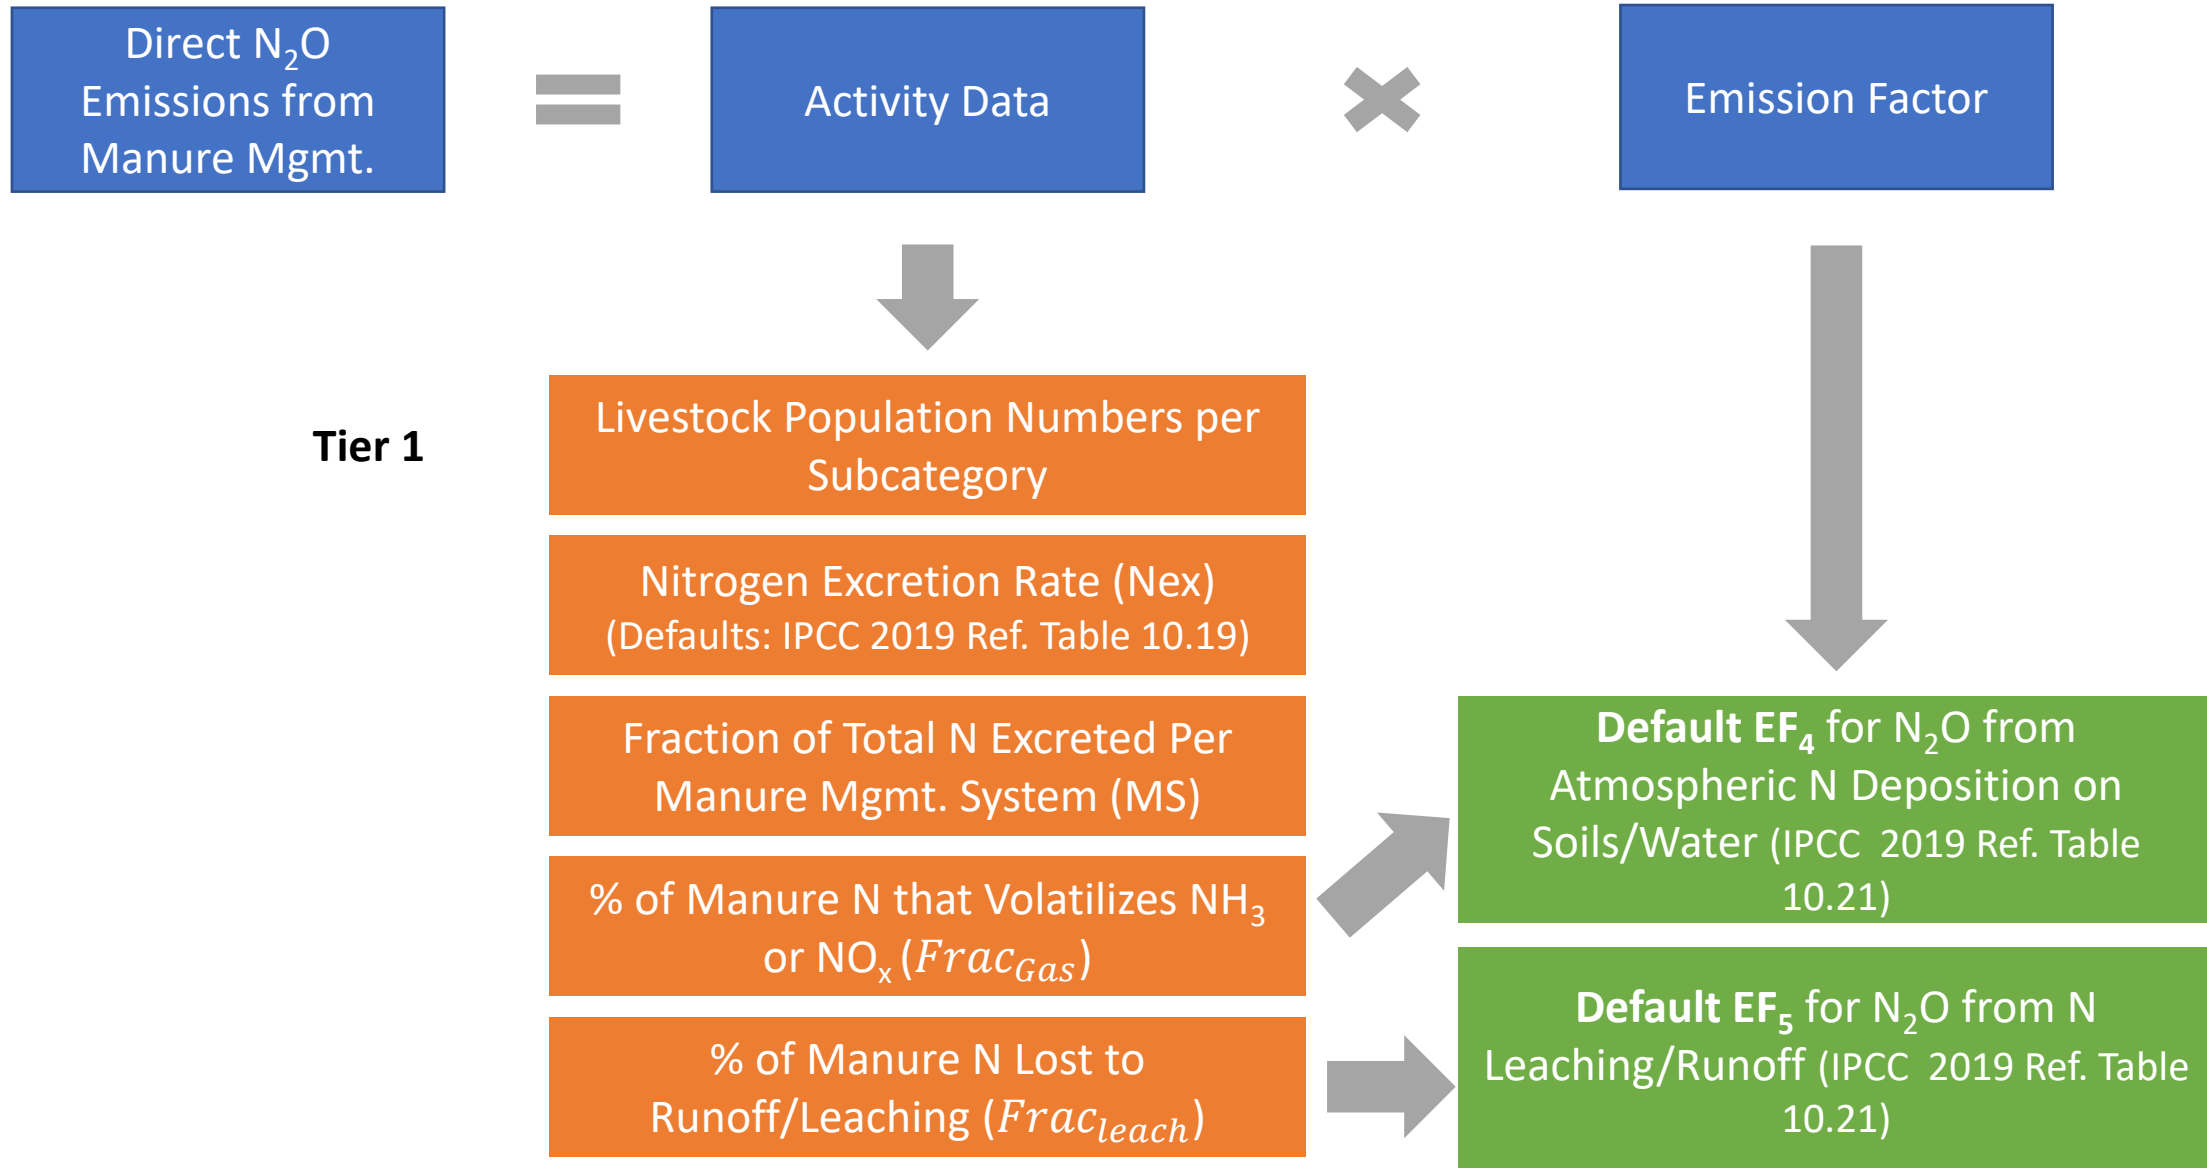 Direct N₂O
Emissions from
Manure Mgmt.
Activity Data
Emission Factor
Tier 1
Livestock Population Numbers per
Subcategory
Nitrogen Excretion Rate (Nex)
(Defaults: IPCC 2019 Ref. Table 10.19)
Fraction of Total N Excreted Per
Manure Mgmt. System (MS)
% of Manure N that Volatilizes NH₃
or NOₓ (Frac_Gas)
% of Manure N Lost to
Runoff/Leaching (Frac_leach)
Default EF₄ for N₂O from
Atmospheric N Deposition on
Soils/Water (IPCC 2019 Ref. Table
10.21)
Default EF₅ for N₂O from N
Leaching/Runoff (IPCC 2019 Ref. Table
10.21)